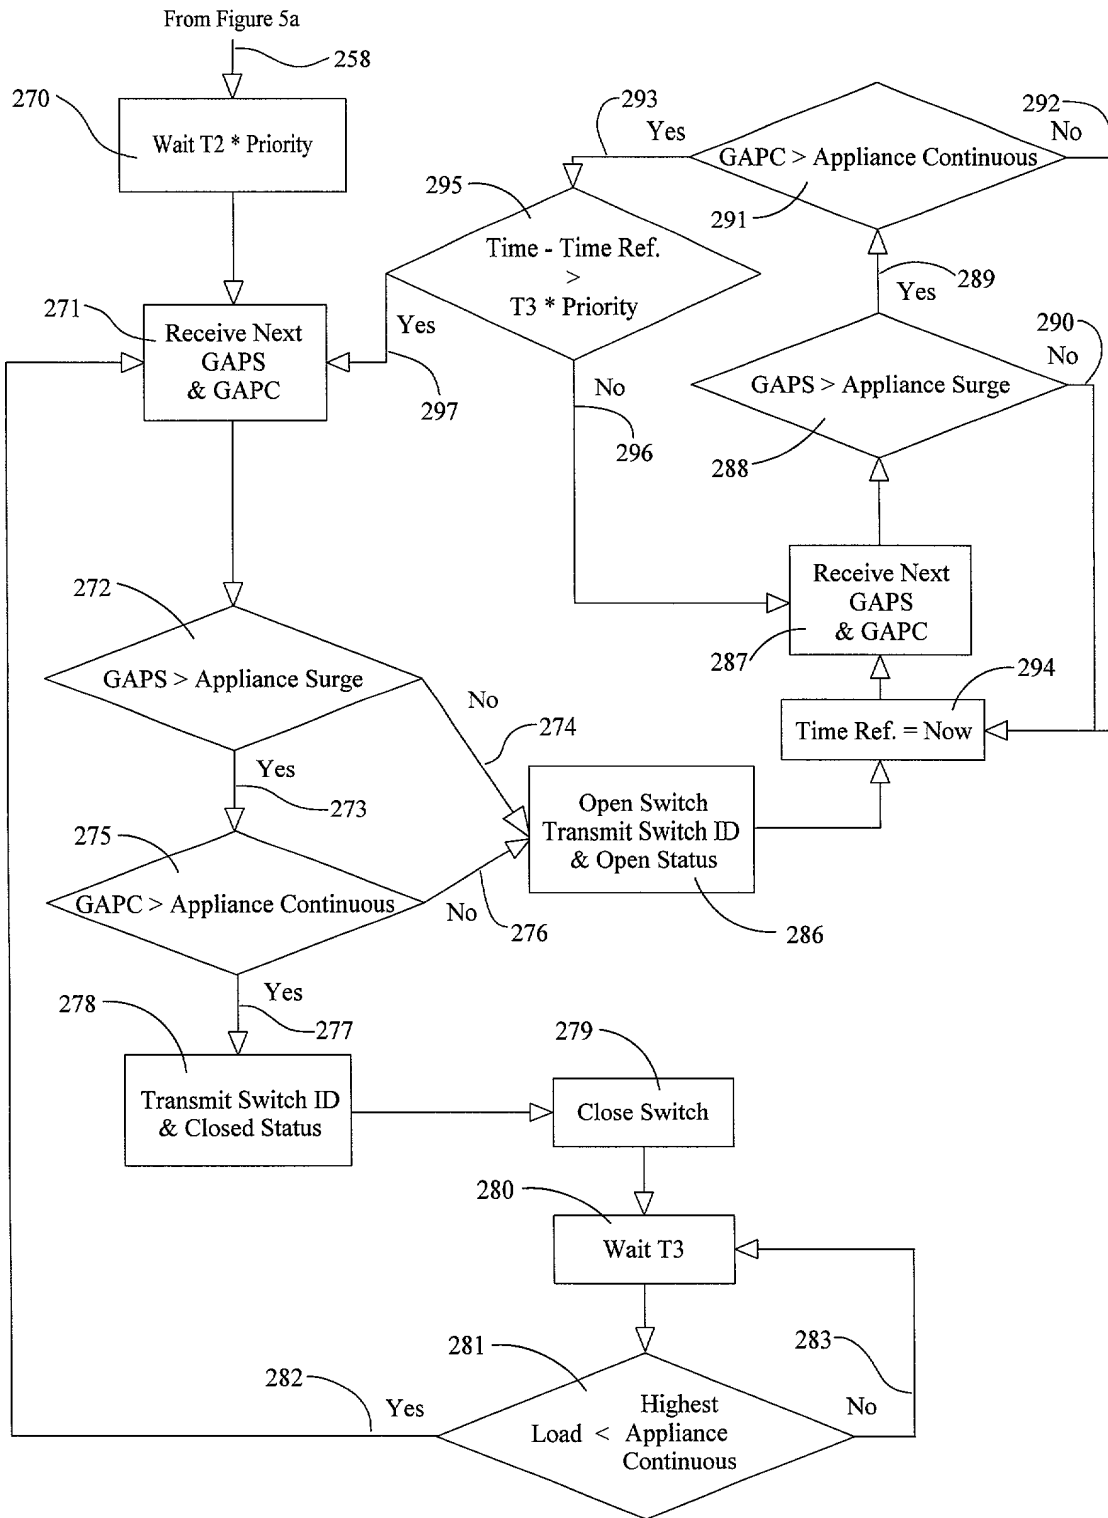 From Figure 5a
258
270
Wait T2 * Priority
293
Yes
GAPC > Appliance Continuous
292
No
291
295
Time - Time Ref.
>
T3 * Priority
289
Yes
271
Receive Next
GAPS
& GAPC
Yes
297
No
296
290
No
GAPS > Appliance Surge
288
Receive Next
GAPS
& GAPC
287
272
GAPS > Appliance Surge
No
274
294
Time Ref. = Now
Yes
273
275
GAPC > Appliance Continuous
No
276
Open Switch
Transmit Switch ID
& Open Status
286
Yes
277
278
Transmit Switch ID
& Closed Status
279
Close Switch
280
Wait T3
281
Load < Highest
Appliance
Continuous
282
Yes
283
No